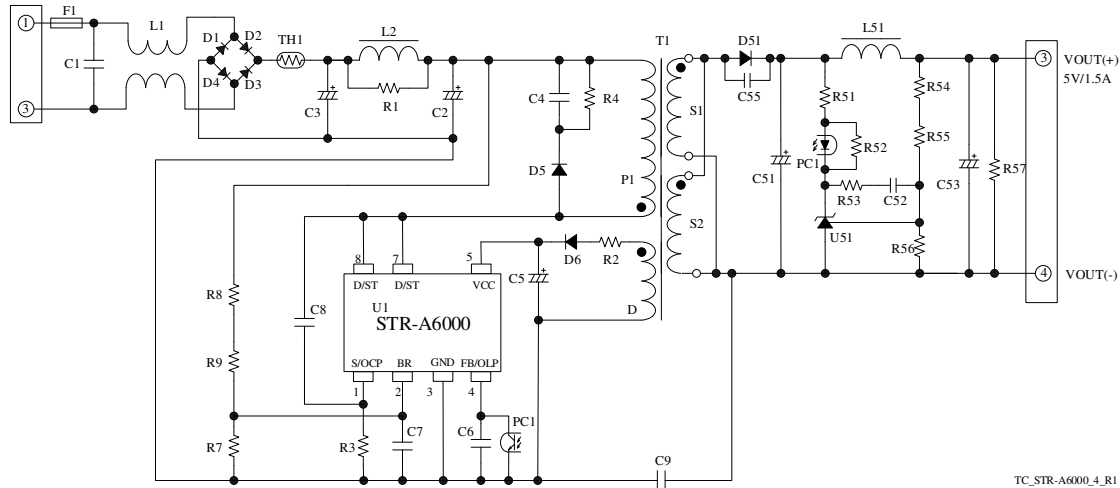 1
F1
L1
C1
3
D1
D2
D4
D3
TH1
L2
R1
C3
C2
C4
R4
D5
P1
T1
S1
S2
D51
C55
L51
3
VOUT(+)
5V/1.5A
R51
R54
R55
PC1
R52
C51
R53
C52
C53
R57
U51
R56
4
VOUT(-)
8
7
5
D/ST
D/ST
VCC
D6
R2
C5
D
R8
C8
U1
STR-A6000
R9
S/OCP
BR
GND
FB/OLP
1
2
3
4
R7
R3
C7
C6
PC1
C9
TC_STR-A6000_4_R1